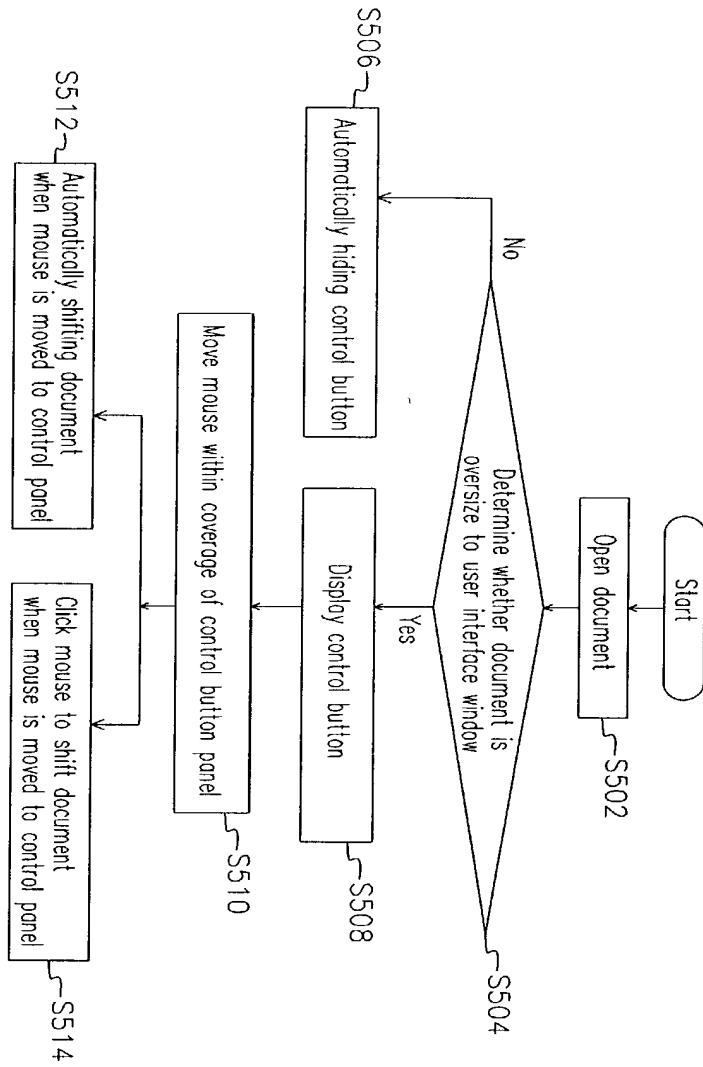 Start
Open document
S502
Determine whether document is
oversize to user interface window
S504
No
Yes
S506
Automatically hiding control button
Display control button
S508
Move mouse within coverage of control button panel
S510
S512
Automatically shifting document
when mouse is moved to control panel
Click mouse to shift document
when mouse is moved to control panel
S514